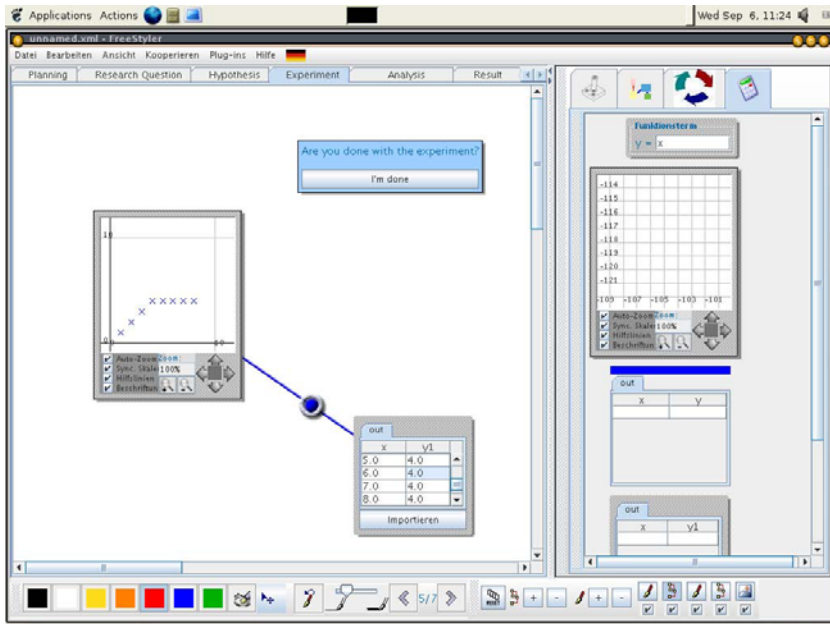 Applications Actions
Wed Sep 6, 11:24
unnamed.xml - FreeStyler
Datei Bearbeiten Ansicht Kooperieren Plug-ins Hilfe
Planning Research Question Hypothesis Experiment Analysis Result
Are you done with the experiment?
I'm done
10
0
Auto-Zoom Zoom:
Sync. Skale 100%
Hilfslinien
Beschriftun
out
x y1
5.0 4.0
6.0 4.0
7.0 4.0
8.0 4.0
Importieren
Funktionsterm
y = x
-114
-115
-116
-117
-118
-119
-120
-121
-109 -107 -105 -103 -101
Auto-Zoom Zoom:
Sync. Skale 100%
Hilfslinien
Beschriftun
out
x y
out
x y1
5/7
RESET
+ - + -